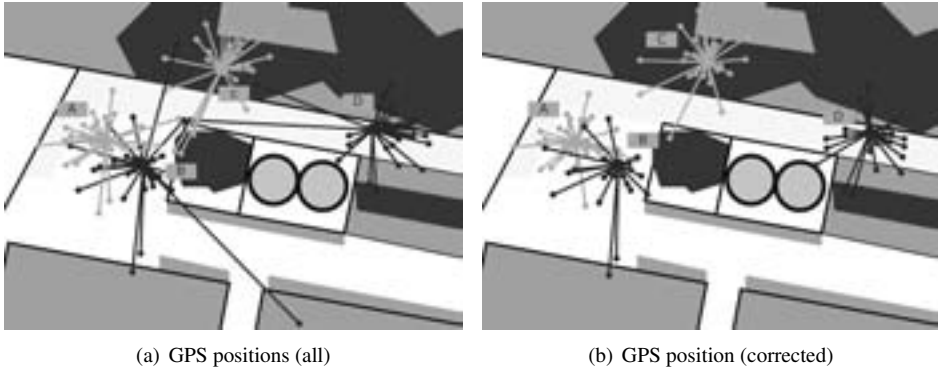 A
D
B
C
A
B
D
(a) GPS positions (all)
(b) GPS position (corrected)